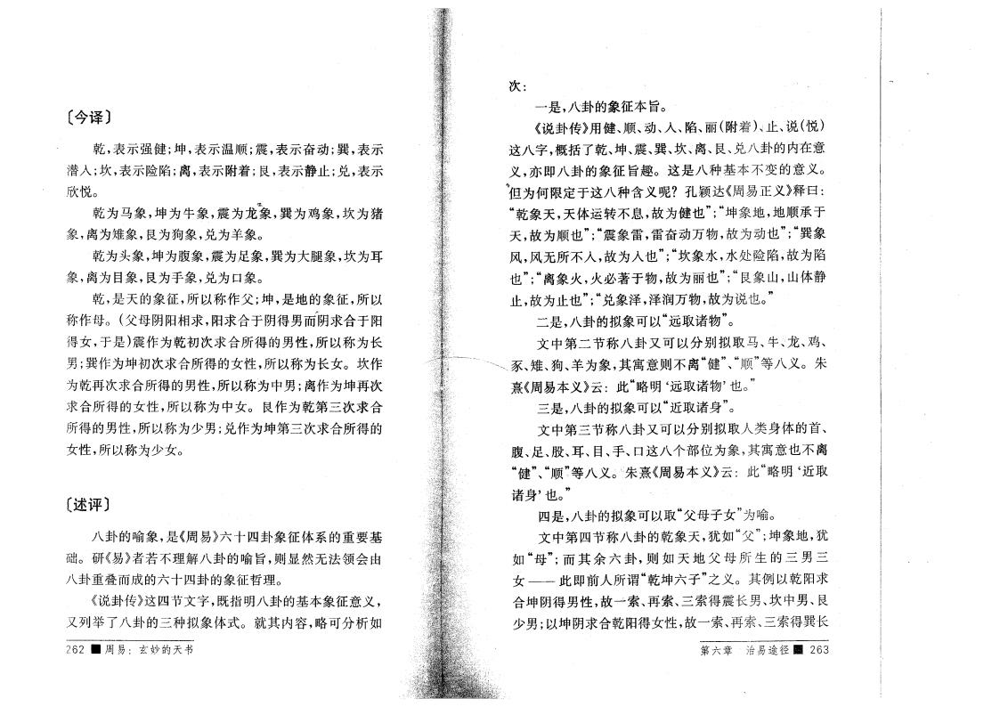 〔今译〕
乾,表示强健;坤,表示温顺;震,表示奋动;巽,表示
潜入;坎,表示险陷;离,表示附着;艮,表示静止;兑,表示
欣悦。
乾为马象,坤为牛象,震为龙象,巽为鸡象,坎为猪
象,离为雉象,艮为狗象,兑为羊象。
乾为头象,坤为腹象,震为足象,巽为大腿象,坎为耳
象,离为目象,艮为手象,兑为口象。
乾,是天的象征,所以称作父;坤,是地的象征,所以
称作母。(父母阴阳相求,阳求合于阴得男而阴求合于阳
得女,于是)震作为乾初次求合所得的男性,所以称为长
男;巽作为坤初次求合所得的女性,所以称为长女。坎作
为乾再次求合所得的男性,所以称为中男;离作为坤再次
求合所得的女性,所以称为中女。艮作为乾第三次求合
所得的男性,所以称为少男;兑作为坤第三次求合所得的
女性,所以称为少女。
〔述评〕
八卦的喻象,是《周易》六十四卦象征体系的重要基
础。研《易》者若不理解八卦的喻旨,则显然无法领会由
八卦重叠而成的六十四卦的象征哲理。
《说卦传》这四节文字,既指明八卦的基本象征意义,
又列举了八卦的三种拟象体式。就其内容,略可分析如
262 ■ 周易：玄妙的天书
次：
一是,八卦的象征本旨。
《说卦传》用健、顺、动、入、陷、丽(附着)、止、说(悦)
这八字,概括了乾、坤、震、巽、坎、离、艮、兑八卦的内在意
义,亦即八卦的象征旨趣。这是八种基本不变的意义。
但为何限定于这八种含义呢？孔颖达《周易正义》释曰：
“乾象天,天体运转不息,故为健也”;“坤象地,地顺承于
天,故为顺也”;“震象雷,雷奋动万物,故为动也”;“巽象
风,风无所不入,故为入也”;“坎象水,水处险陷,故为陷
也”;“离象火,火必著于物,故为丽也”;“艮象山,山体静
止,故为止也”;“兑象泽,泽润万物,故为说也。”
二是,八卦的拟象可以“远取诸物”。
文中第二节称八卦又可以分别拟取马、牛、龙、鸡、
豕、雉、狗、羊为象,其寓意则不离“健”、“顺”等八义。朱
熹《周易本义》云：此“略明‘远取诸物’也。”
三是,八卦的拟象可以“近取诸身”。
文中第三节称八卦又可以分别拟取人类身体的首、
腹、足、股、耳、目、手、口这八个部位为象,其寓意也不离
“健”、“顺”等八义。朱熹《周易本义》云：此“略明‘近取
诸身’也。”
四是,八卦的拟象可以取“父母子女”为喻。
文中第四节称八卦的乾象天,犹如“父”;坤象地,犹
如“母”;而其余六卦,则如天地父母所生的三男三
女——此即前人所谓“乾坤六子”之义。其例以乾阳求
合坤阴得男性,故一索、再索、三索得震长男、坎中男、艮
少男;以坤阴求合乾阳得女性,故一索、再索、三索得巽长
第六章 治易途径 ■ 263